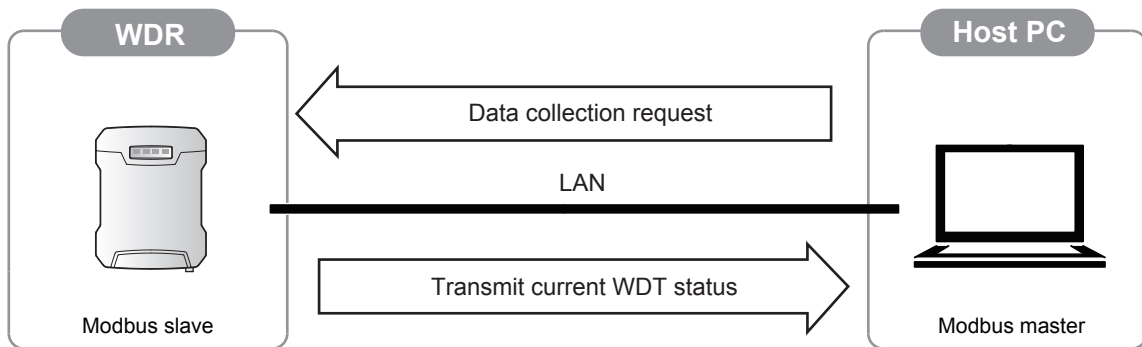 WDR
Host PC
Data collection request
LAN
Transmit current WDT status
Modbus slave
Modbus master